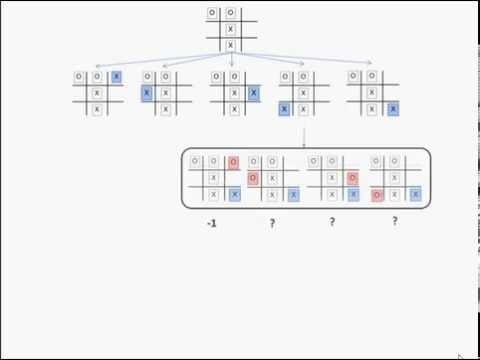 O O
X
X
O O X O O O O O O O O
X X X X X X X
X X X X X X X
O O O O O O O O O
X O X X O X
X X X X X X O X X
-1 ? ? ?